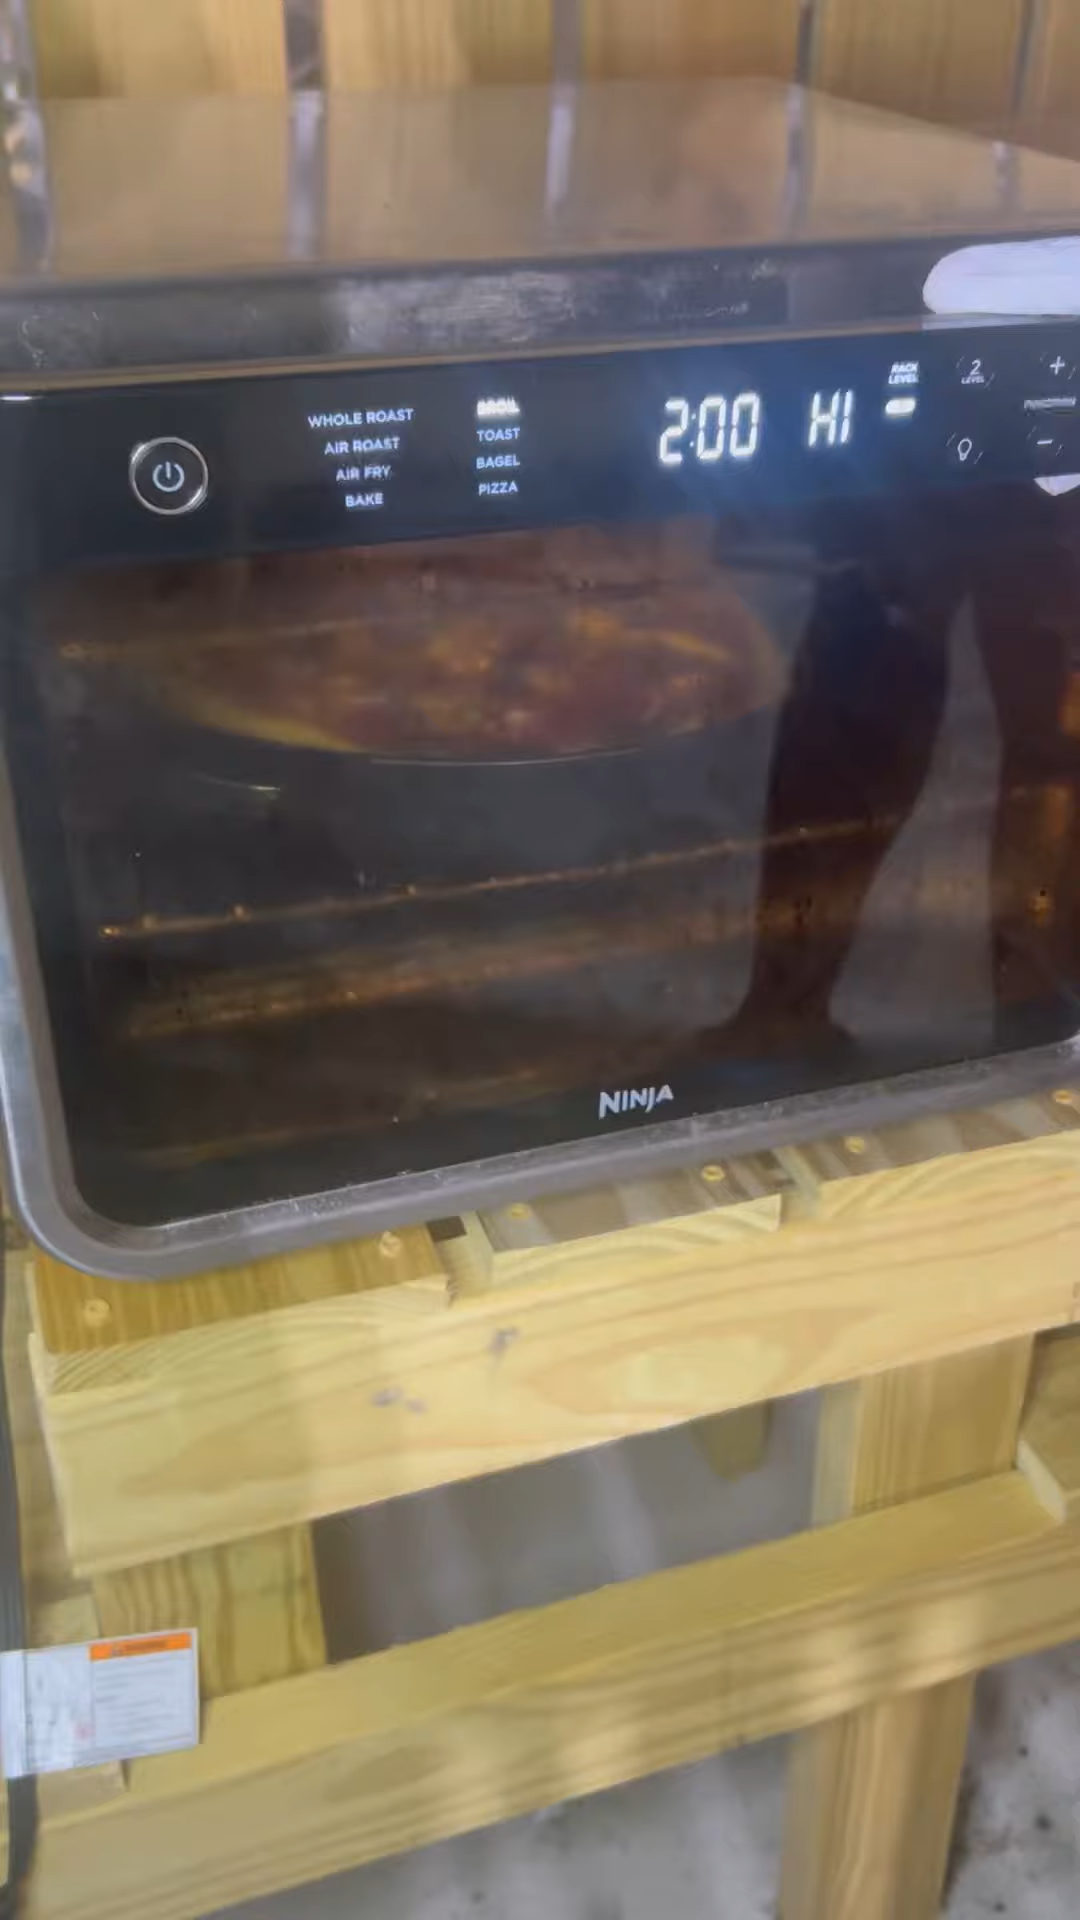 WHOLE ROAST
AIR ROAST
AIR FRY
BAKE
BROIL
TOAST
BAGEL
PIZZA
2:00 HI
RACK
LEVEL
2
LEVEL
+
-
NINJA